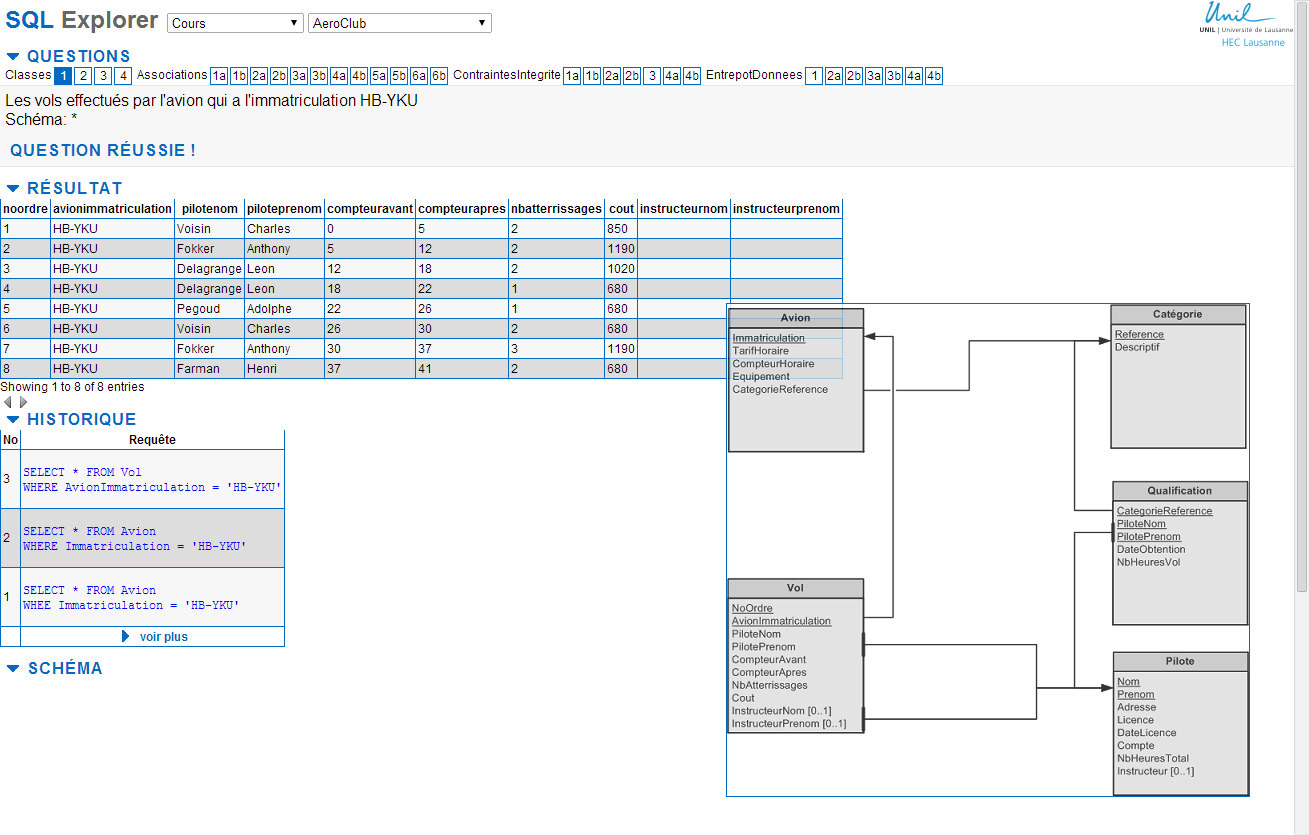 SQL Explorer Cours AeroClub
Unil
UNIL | Université de Lausanne
HEC Lausanne
QUESTIONS
Classes 1 2 3 4 Associations 1a 1b 2a 2b 3a 3b 4a 4b 5a 5b 6a 6b ContraintesIntegrite 1a 1b 2a 2b 3 4a 4b EntrepotDonnees 1 2a 2b 3a 3b 4a 4b
Les vols effectués par l'avion qui a l'immatriculation HB-YKU
Schéma: *
QUESTION RÉUSSIE !
RÉSULTAT
noordre avionimmatriculation pilotenom piloteprenom compteuravant compteurapres nbatterrissages cout instructeurnom instructeurprenom
1 HB-YKU Voisin Charles 0 5 2 850
2 HB-YKU Fokker Anthony 5 12 2 1190
3 HB-YKU Delagrange Leon 12 18 2 1020
4 HB-YKU Delagrange Leon 18 22 1 680
5 HB-YKU Pegoud Adolphe 22 26 1 680
6 HB-YKU Voisin Charles 26 30 2 680
7 HB-YKU Fokker Anthony 30 37 3 1190
8 HB-YKU Farman Henri 37 41 2 680
Showing 1 to 8 of 8 entries
HISTORIQUE
No Requête
3 SELECT * FROM Vol
WHERE AvionImmatriculation = 'HB-YKU'
2 SELECT * FROM Avion
WHERE Immatriculation = 'HB-YKU'
1 SELECT * FROM Avion
WHEE Immatriculation = 'HB-YKU'
voir plus
SCHÉMA
Avion
Immatriculation
TarifHoraire
CompteurHoraire
Equipement
CategorieReference
Catégorie
Reference
Descriptif
Qualification
CategorieReference
PiloteNom
PilotePrenom
DateObtention
NbHeuresVol
Vol
NoOrdre
AvionImmatriculation
PiloteNom
PilotePrenom
CompteurAvant
CompteurApres
NbAtterrissages
Cout
InstructeurNom [0..1]
InstructeurPrenom [0..1]
Pilote
Nom
Prenom
Adresse
Licence
DateLicence
Compte
NbHeuresTotal
Instructeur [0..1]